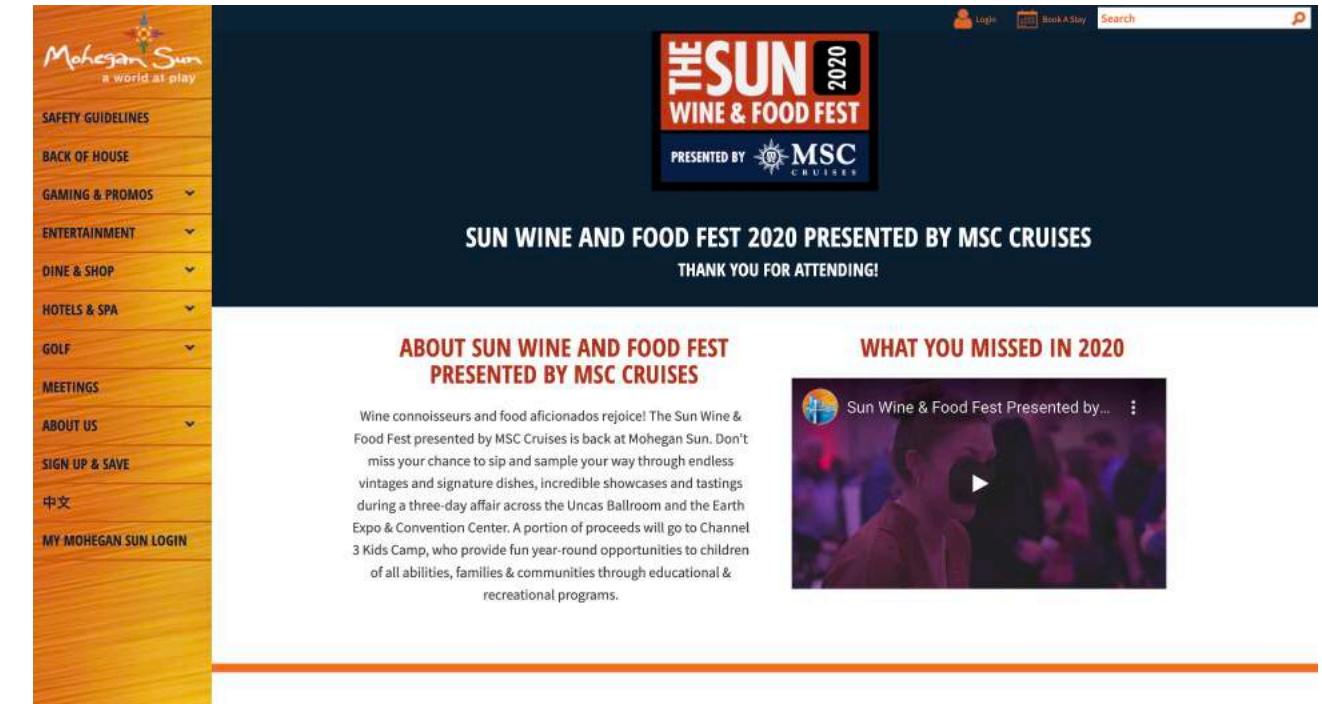 Mohegan Sun
a world at play
SAFETY GUIDELINES
BACK OF HOUSE
GAMING & PROMOS
ENTERTAINMENT
DINE & SHOP
HOTELS & SPA
GOLF
MEETINGS
ABOUT US
SIGN UP & SAVE
中文
MY MOHEGAN SUN LOGIN
Login
Book A Stay
Search
THE SUN 2020
WINE & FOOD FEST
PRESENTED BY MSC
CRUISES
SUN WINE AND FOOD FEST 2020 PRESENTED BY MSC CRUISES
THANK YOU FOR ATTENDING!
ABOUT SUN WINE AND FOOD FEST
PRESENTED BY MSC CRUISES
Wine connoisseurs and food aficionados rejoice! The Sun Wine &
Food Fest presented by MSC Cruises is back at Mohegan Sun. Don't
miss your chance to sip and sample your way through endless
vintages and signature dishes, incredible showcases and tastings
during a three-day affair across the Uncas Ballroom and the Earth
Expo & Convention Center. A portion of proceeds will go to Channel
3 Kids Camp, who provide fun year-round opportunities to children
of all abilities, families & communities through educational &
recreational programs.
WHAT YOU MISSED IN 2020
Sun Wine & Food Fest Presented by...